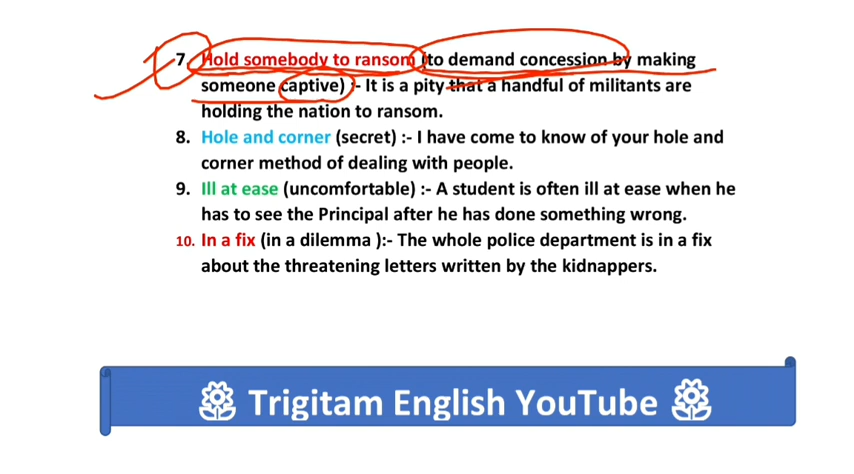 7. Hold somebody to ransom (to demand concession by making
someone captive) :- It is a pity that a handful of militants are
holding the nation to ransom.
8. Hole and corner (secret) :- I have come to know of your hole and
corner method of dealing with people.
9. Ill at ease (uncomfortable) :- A student is often ill at ease when he
has to see the Principal after he has done something wrong.
10. In a fix (in a dilemma ):- The whole police department is in a fix
about the threatening letters written by the kidnappers.
Trigitam English YouTube